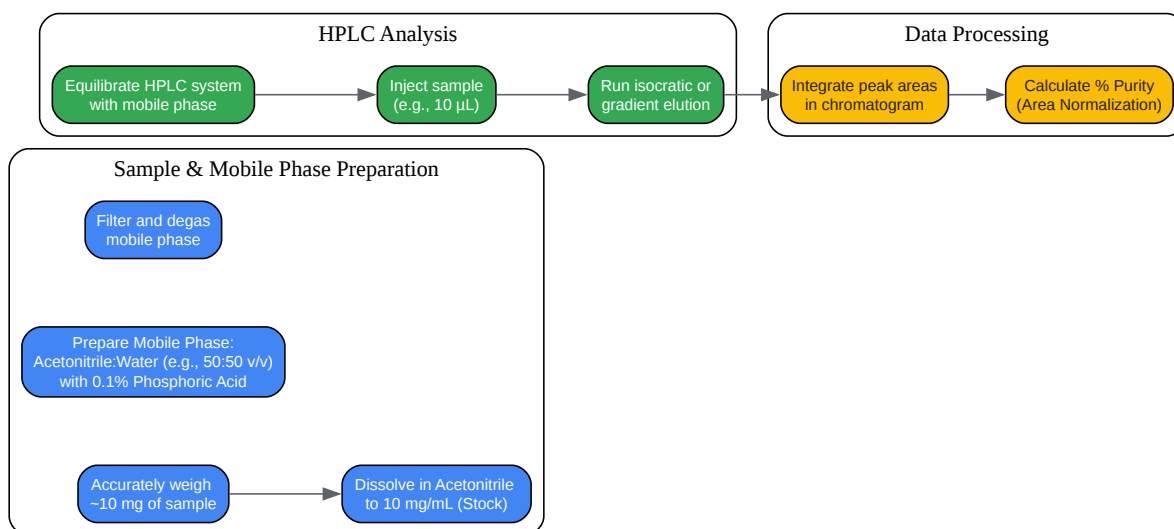 HPLC Analysis
Equilibrate HPLC system
with mobile phase
Inject sample
(e.g., 10 µL)
Run isocratic or
gradient elution
Data Processing
Integrate peak areas
in chromatogram
Calculate % Purity
(Area Normalization)
Sample & Mobile Phase Preparation
Filter and degas
mobile phase
Prepare Mobile Phase:
Acetonitrile:Water (e.g., 50:50 v/v)
with 0.1% Phosphoric Acid
Accurately weigh
~10 mg of sample
Dissolve in Acetonitrile
to 10 mg/mL (Stock)